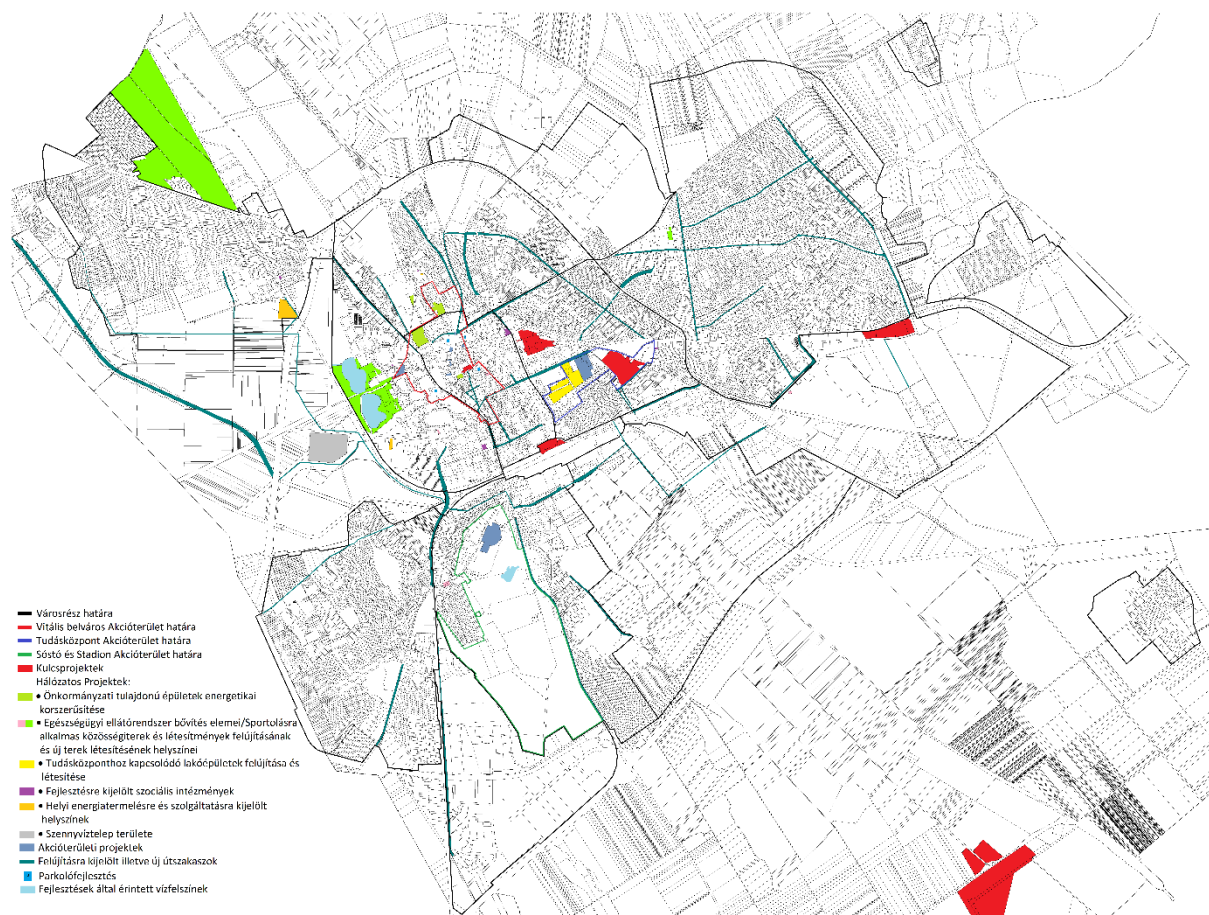 Városrész határa
Vitális belváros Akcióterület határa
Tudásközpont Akcióterület határa
Sóstó és Stadion Akcióterület határa
Kulcsprojektek
Hálózatos Projektek:
• Önkormányzati tulajdonú épületek energetikai
korszerűsítése
• Egészségügyi ellátórendszer bővítés elemei/Sportolásra
alkalmas közösségiterek és létesítmények felújításának
és új terek létesítésének helyszínei
• Tudásközponthoz kapcsolódó lakóépületek felújítása és
létesítése
• Fejlesztésre kijelölt szociális intézmények
• Helyi energiatermelésre és szolgáltatásra kijelölt
helyszínek
• Szennyvíztelep területe
Akcióterületi projektek
Felújításra kijelölt illetve új útszakaszok
Parkolófejlesztés
Fejlesztések által érintett vízfelszínek